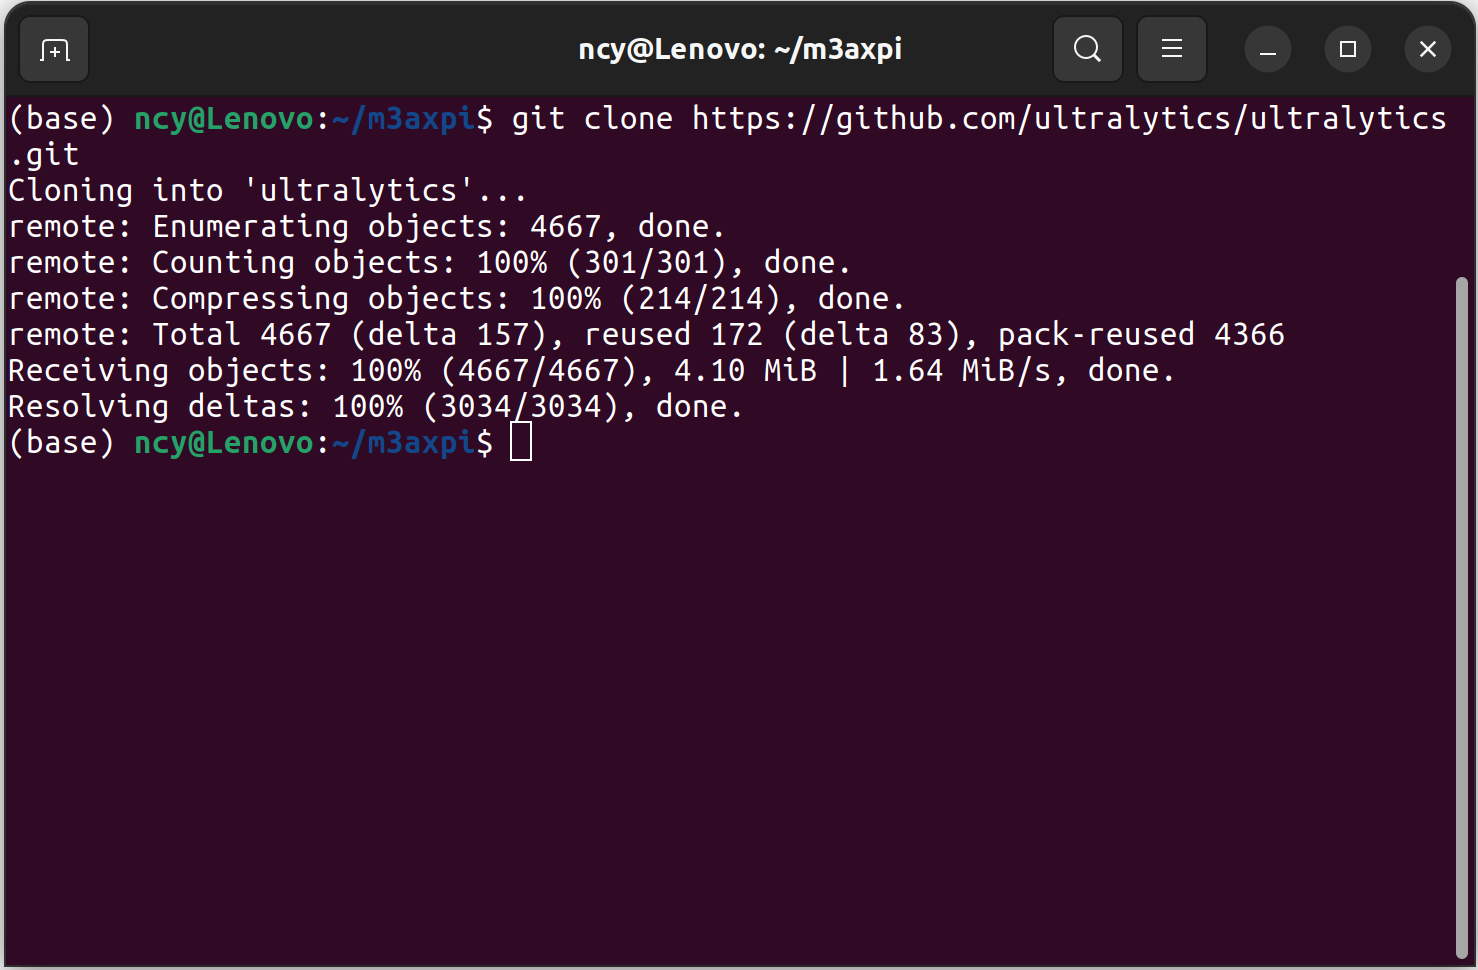 ncy@Lenovo: ~/m3axpi
(base) ncy@Lenovo:~/m3axpi$ git clone https://github.com/ultralytics/ultralytics
.git
Cloning into 'ultralytics'...
remote: Enumerating objects: 4667, done.
remote: Counting objects: 100% (301/301), done.
remote: Compressing objects: 100% (214/214), done.
remote: Total 4667 (delta 157), reused 172 (delta 83), pack-reused 4366
Receiving objects: 100% (4667/4667), 4.10 MiB | 1.64 MiB/s, done.
Resolving deltas: 100% (3034/3034), done.
(base) ncy@Lenovo:~/m3axpi$